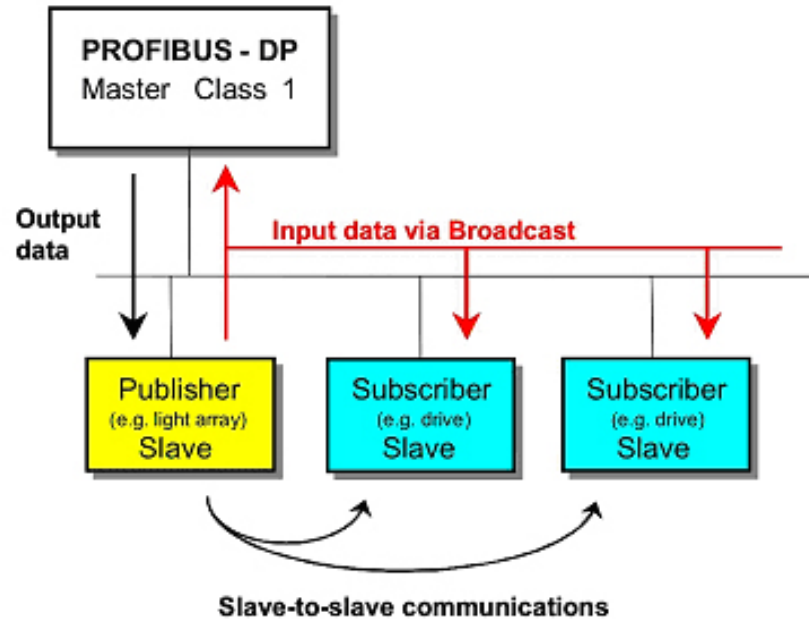 PROFIBUS - DP
Master Class 1
Output
data
Input data via Broadcast
Publisher
(e.g. light array)
Slave
Subscriber
(e.g. drive)
Slave
Subscriber
(e.g. drive)
Slave
Slave-to-slave communications